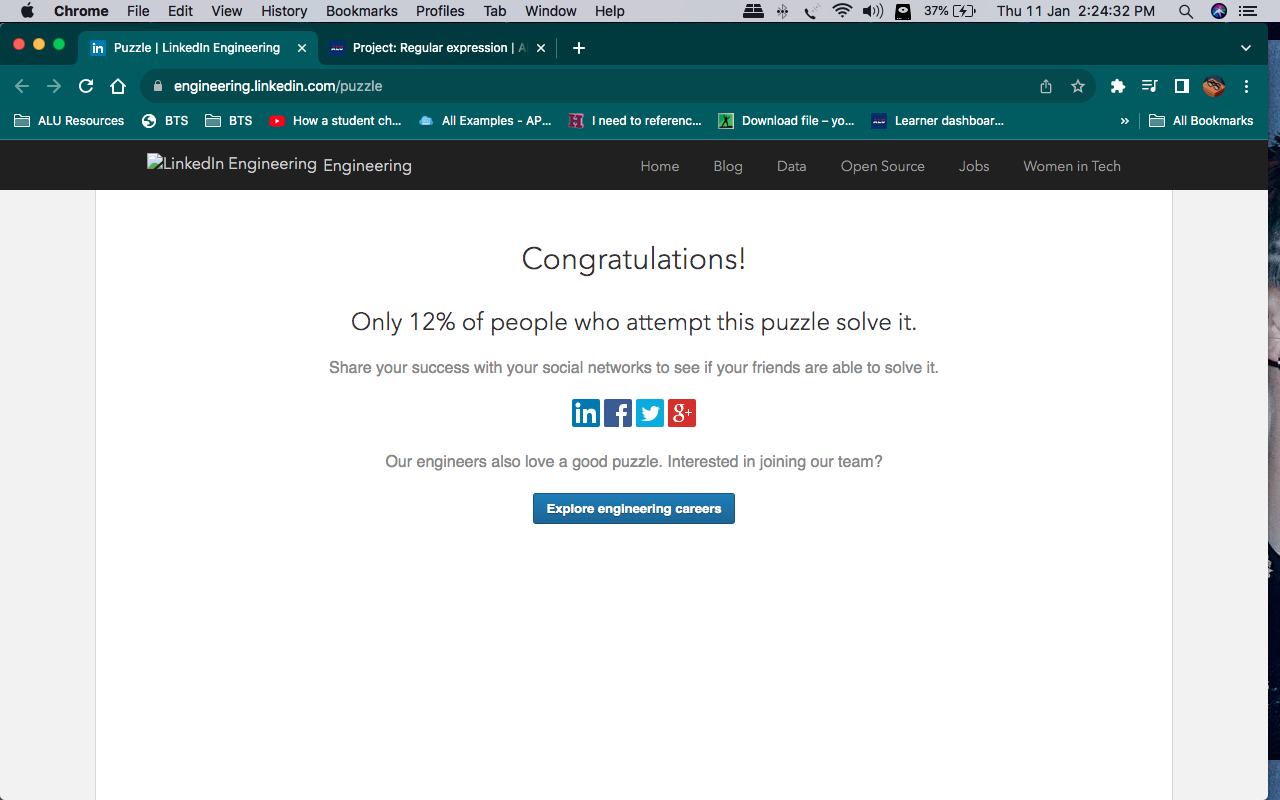 Chrome File Edit View History Bookmarks Profiles Tab Window Help 37% Thu 11 Jan 2:24:32 PM
in Puzzle | LinkedIn Engineering ALU Project: Regular expression |
engineering.linkedin.com/puzzle
ALU Resources BTS BTS How a student ch... All Examples - AP... I need to referenc... Download file – yo... ALU Learner dashboar... » All Bookmarks
LinkedIn Engineering Engineering Home Blog Data Open Source Jobs Women in Tech
Congratulations!
Only 12% of people who attempt this puzzle solve it.
Share your success with your social networks to see if your friends are able to solve it.
in f g+
Our engineers also love a good puzzle. Interested in joining our team?
Explore engineering careers